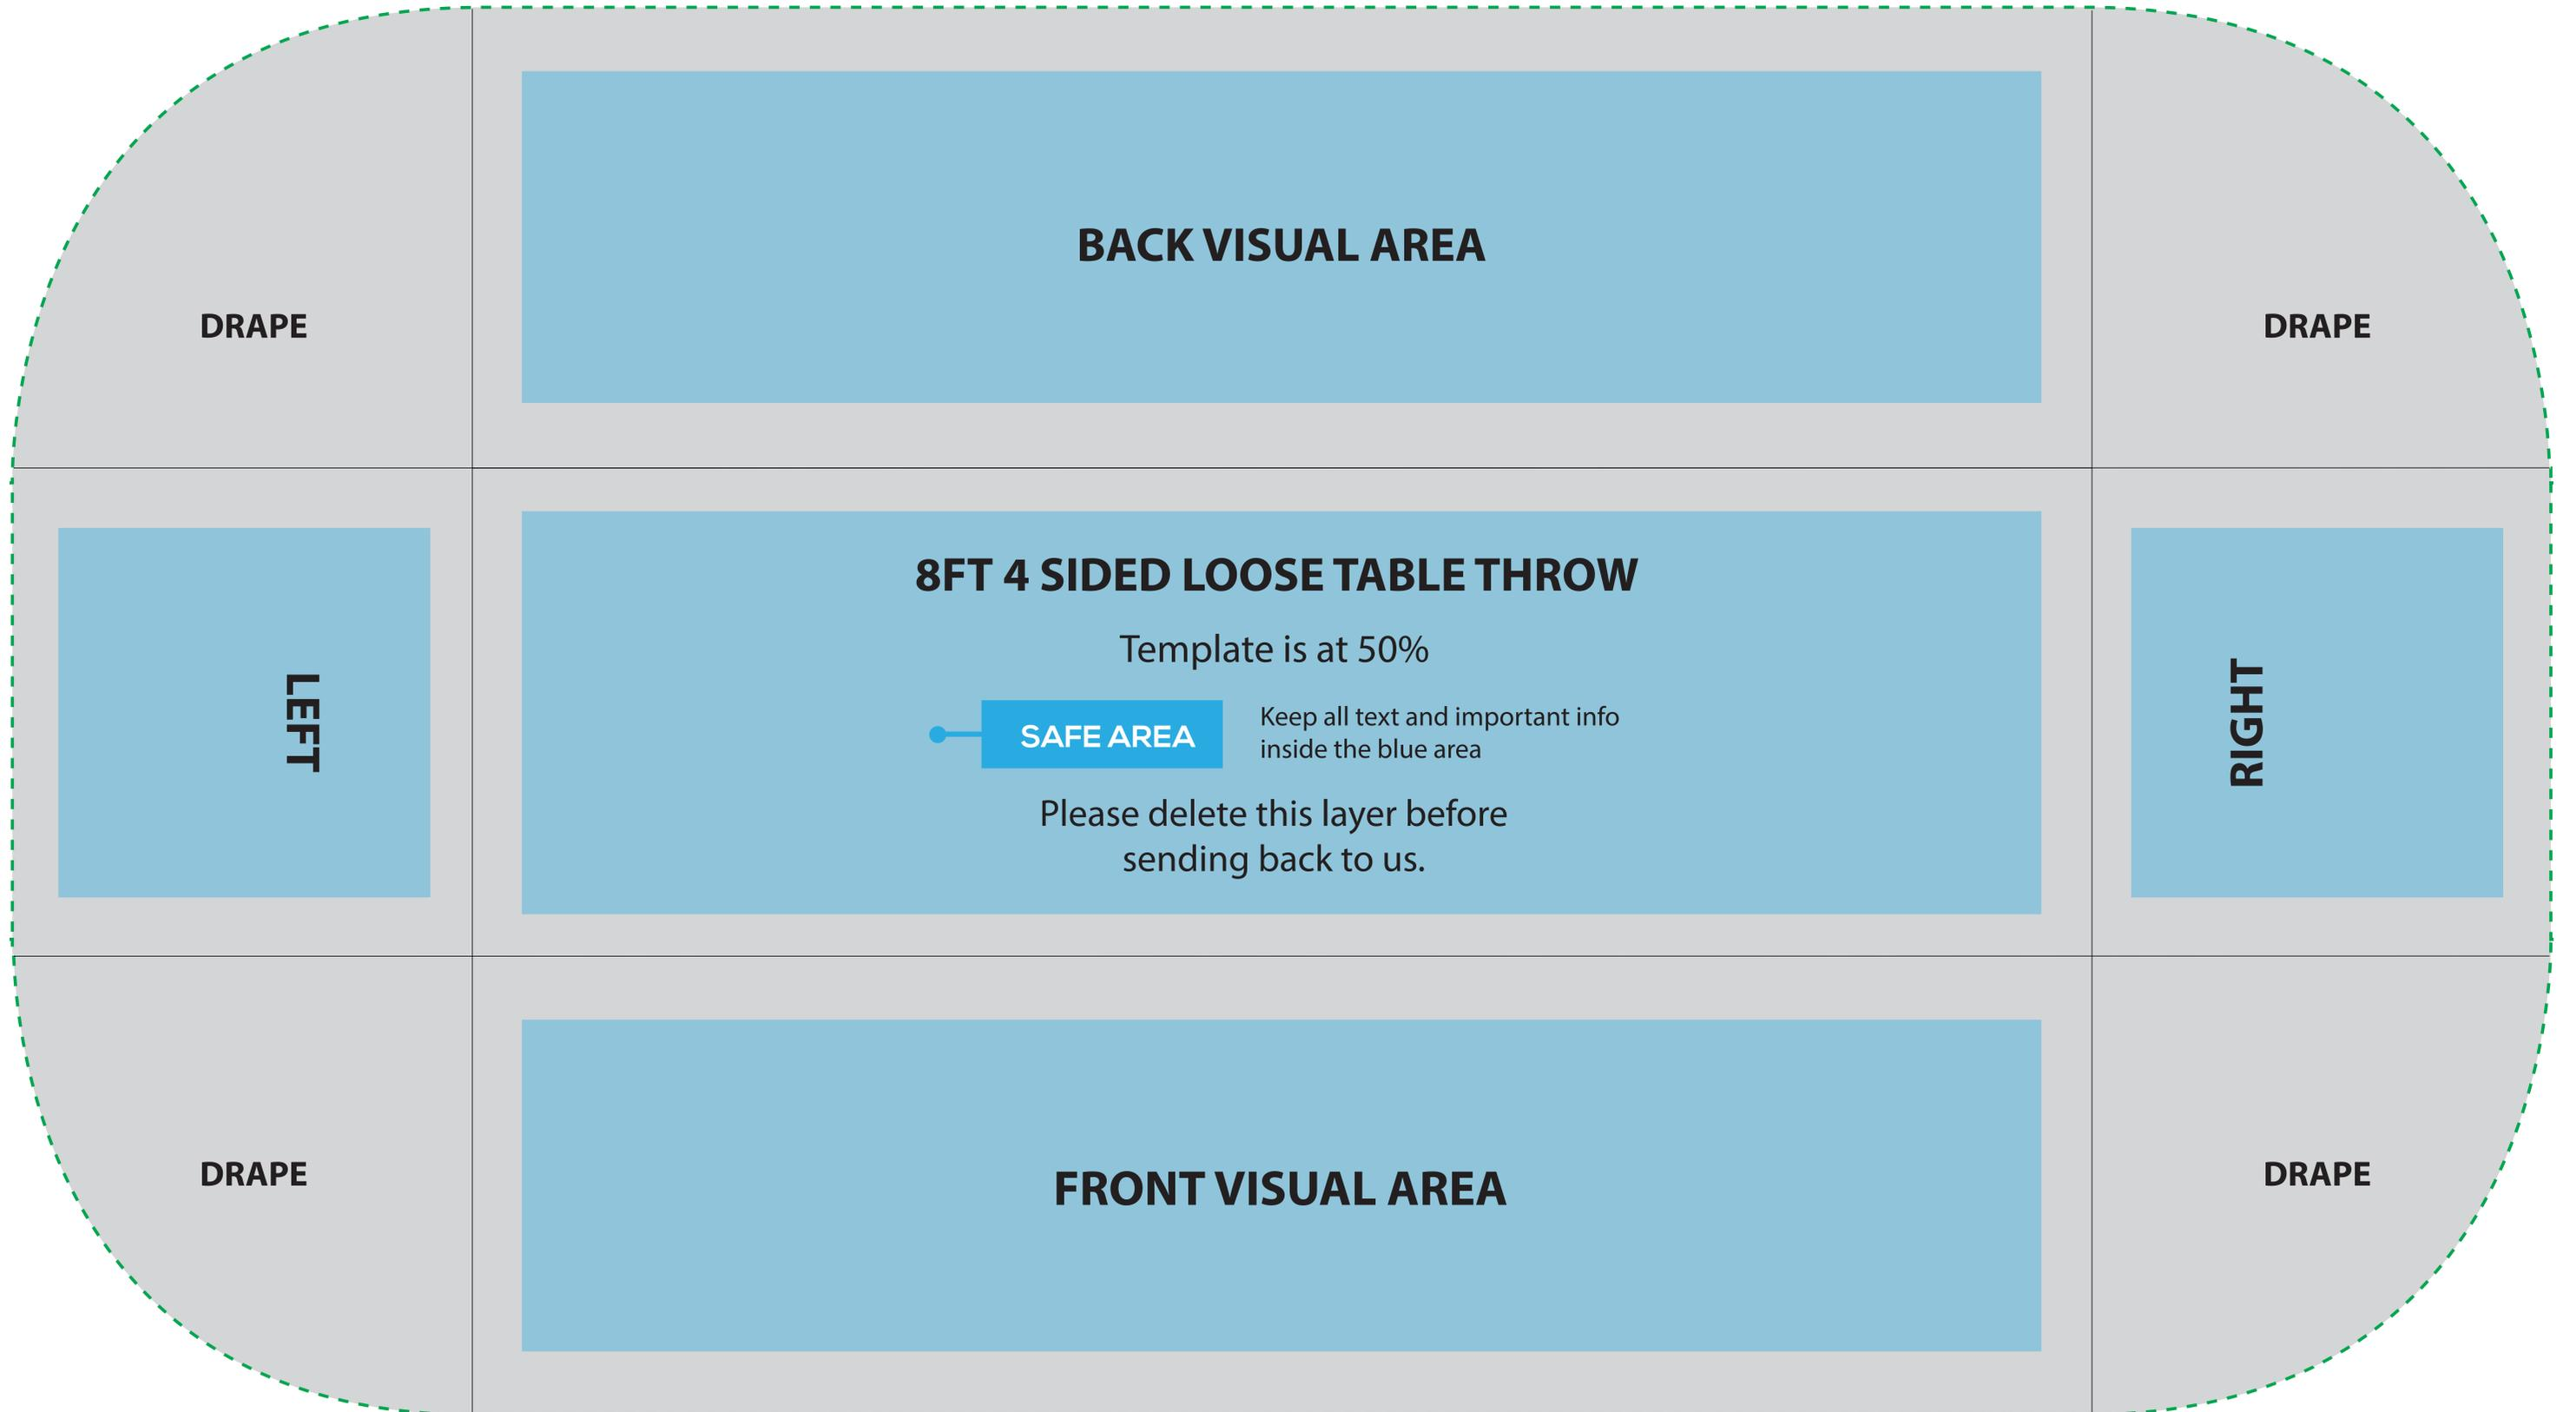 BACK VISUAL AREA
DRAPE
DRAPE
8FT 4 SIDED LOOSE TABLE THROW
Template is at 50%
SAFE AREA
Keep all text and important info
inside the blue area
Please delete this layer before
sending back to us.
LEFT
RIGHT
DRAPE
DRAPE
FRONT VISUAL AREA